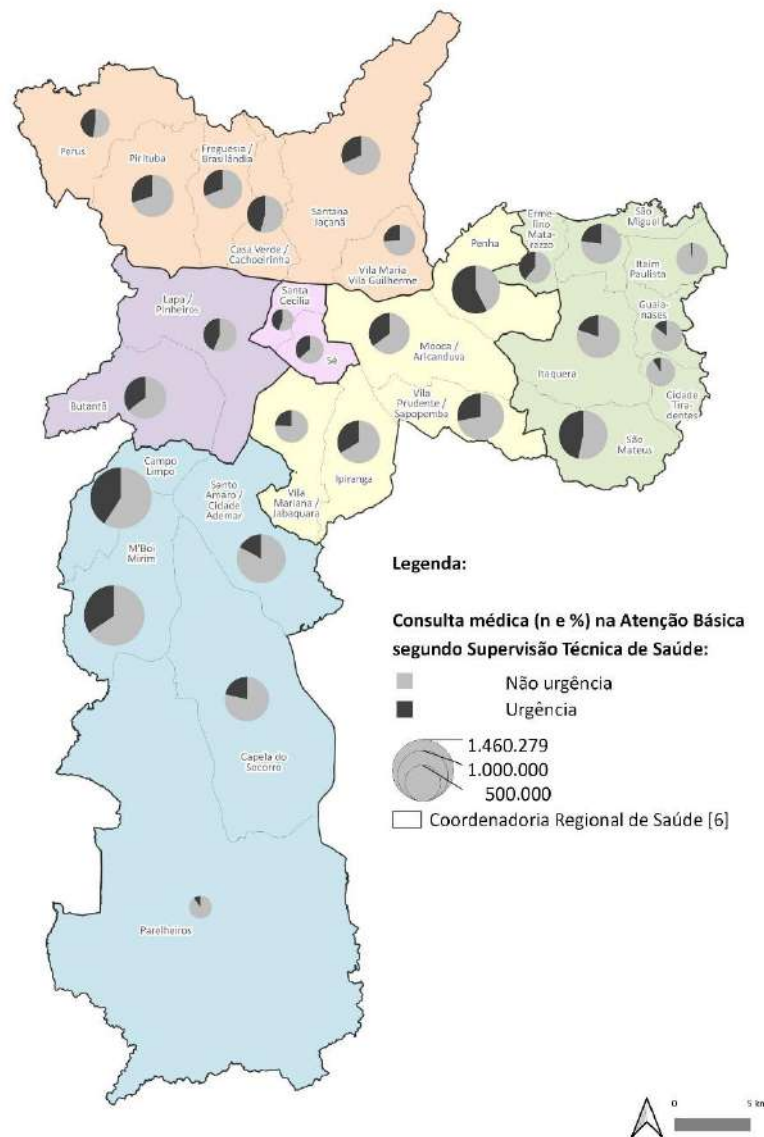 Perus
Pirituba
Freguesia /
Brasilândia
Casa Verde /
Cachoeirinha
Santana
Jaçanã
Vila Maria
Vila Guilherme
Penha
Ermelino
Matarazzo
São
Miguel
Itaim
Paulista
Guaianases
Itaquera
Cidade
Tiradentes
São
Mateus
Lapa /
Pinheiros
Butantã
Santa
Cecília
Sé
Mooca /
Aricanduva
Vila
Prudente /
Sapopemba
Ipiranga
Vila
Mariana /
Jabaquara
Campo
Limpo
Santo
Amaro /
Cidade
Ademar
M'Boi
Mirim
Capela do
Socorro
Parelheiros
Legenda:
Consulta médica (n e %) na Atenção Básica
segundo Supervisão Técnica de Saúde:
Não urgência
Urgência
1.460.279
1.000.000
500.000
Coordenadoria Regional de Saúde [6]
0 5 km